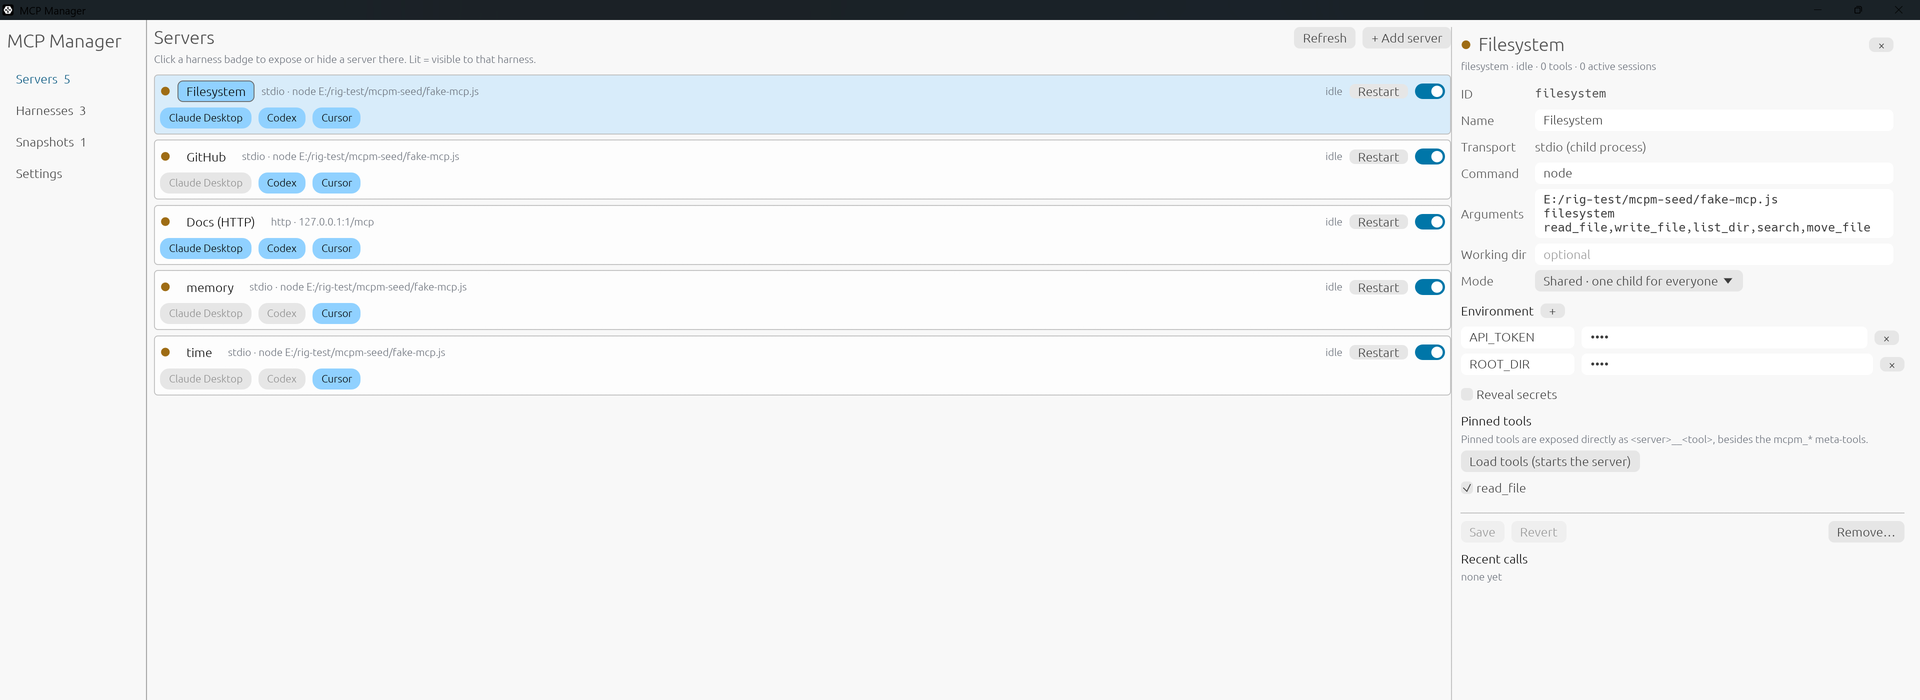 MCP Manager
MCP Manager
Servers 5
Harnesses 3
Snapshots 1
Settings
Servers
Refresh
+ Add server
Click a harness badge to expose or hide a server there. Lit = visible to that harness.
Filesystem stdio · node E:/rig-test/mcpm-seed/fake-mcp.js idle Restart
Claude Desktop Codex Cursor
GitHub stdio · node E:/rig-test/mcpm-seed/fake-mcp.js idle Restart
Claude Desktop Codex Cursor
Docs (HTTP) http · 127.0.0.1:1/mcp idle Restart
Claude Desktop Codex Cursor
memory stdio · node E:/rig-test/mcpm-seed/fake-mcp.js idle Restart
Claude Desktop Codex Cursor
time stdio · node E:/rig-test/mcpm-seed/fake-mcp.js idle Restart
Claude Desktop Codex Cursor
Filesystem ×
filesystem · idle · 0 tools · 0 active sessions
ID filesystem
Name Filesystem
Transport stdio (child process)
Command node
Arguments E:/rig-test/mcpm-seed/fake-mcp.js
filesystem
read_file,write_file,list_dir,search,move_file
Working dir optional
Mode Shared · one child for everyone
Environment +
API_TOKEN •••• ×
ROOT_DIR •••• ×
Reveal secrets
Pinned tools
Pinned tools are exposed directly as <server>__<tool>, besides the mcpm_* meta-tools.
Load tools (starts the server)
read_file
Save Revert Remove…
Recent calls
none yet